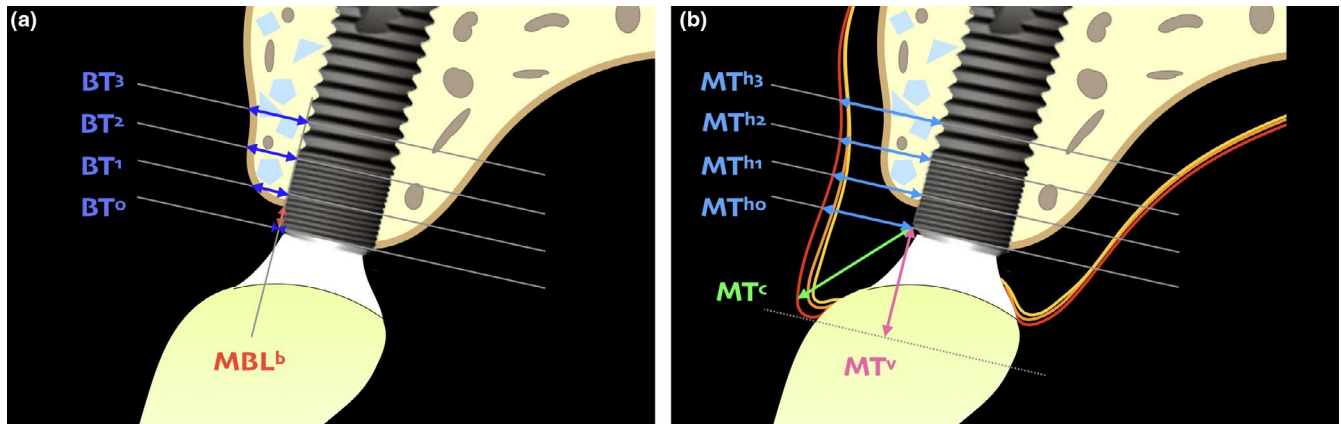 (a)
BT³
BT²
BT¹
BT⁰
MBLᵇ
(b)
MTʰ³
MTʰ²
MTʰ¹
MTʰ⁰
MTᶜ
MTᵛ